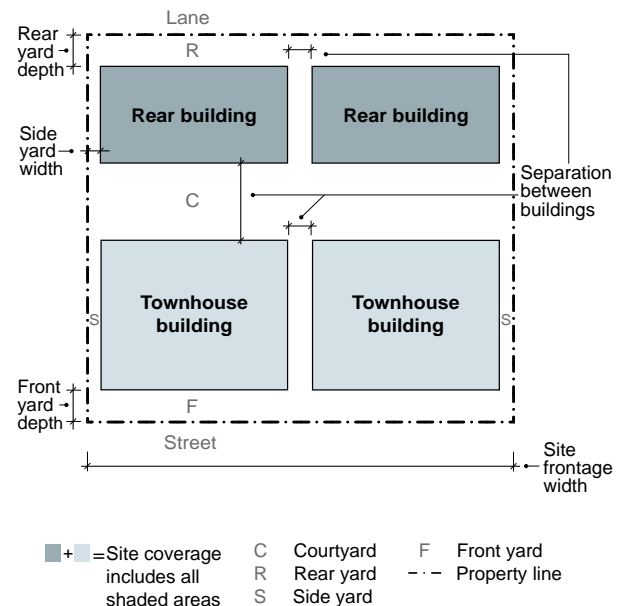 Lane
Rear
yard
depth
R
Rear building
Rear building
Side
yard
width
C
Separation
between
buildings
S
Townhouse
building
Townhouse
building
S
Front
yard
depth
F
Street
Site
frontage
width
+ = Site coverage
includes all
shaded areas
C Courtyard
R Rear yard
S Side yard
F Front yard
Property line